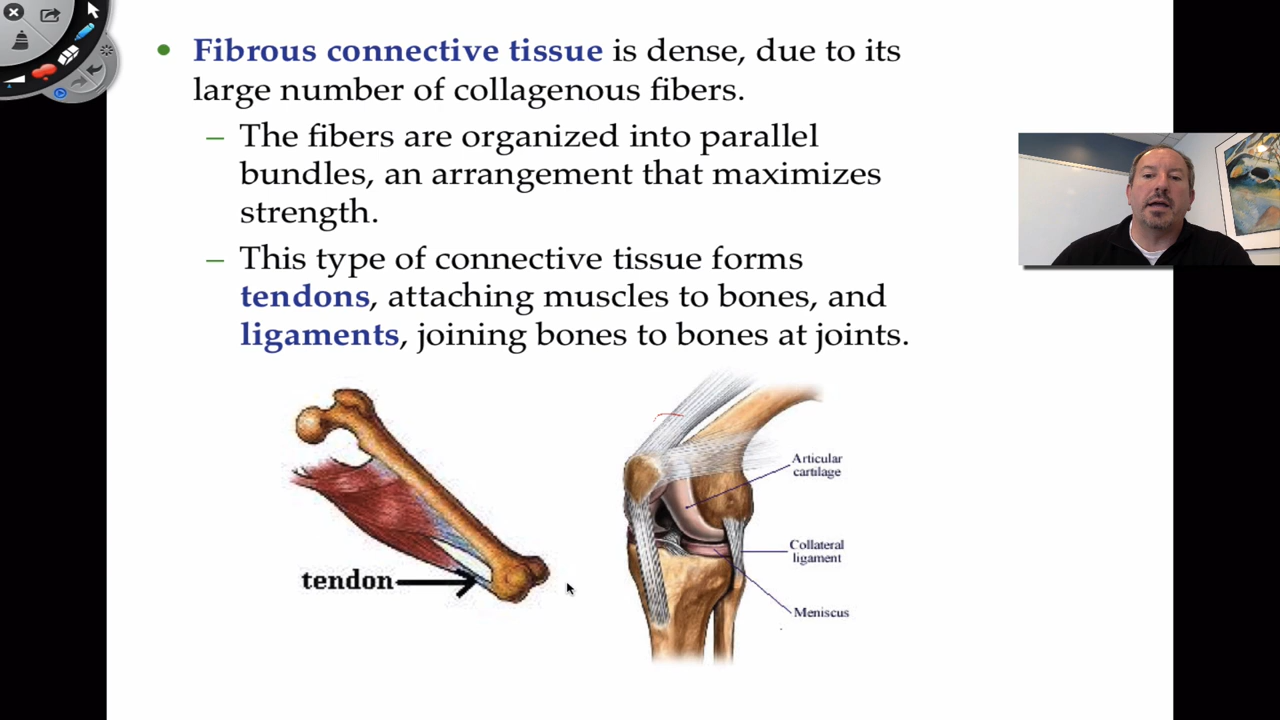 • Fibrous connective tissue is dense, due to its
large number of collagenous fibers.
– The fibers are organized into parallel
bundles, an arrangement that maximizes
strength.
– This type of connective tissue forms
tendons, attaching muscles to bones, and
ligaments, joining bones to bones at joints.
tendon
Articular
cartilage
Collateral
ligament
Meniscus